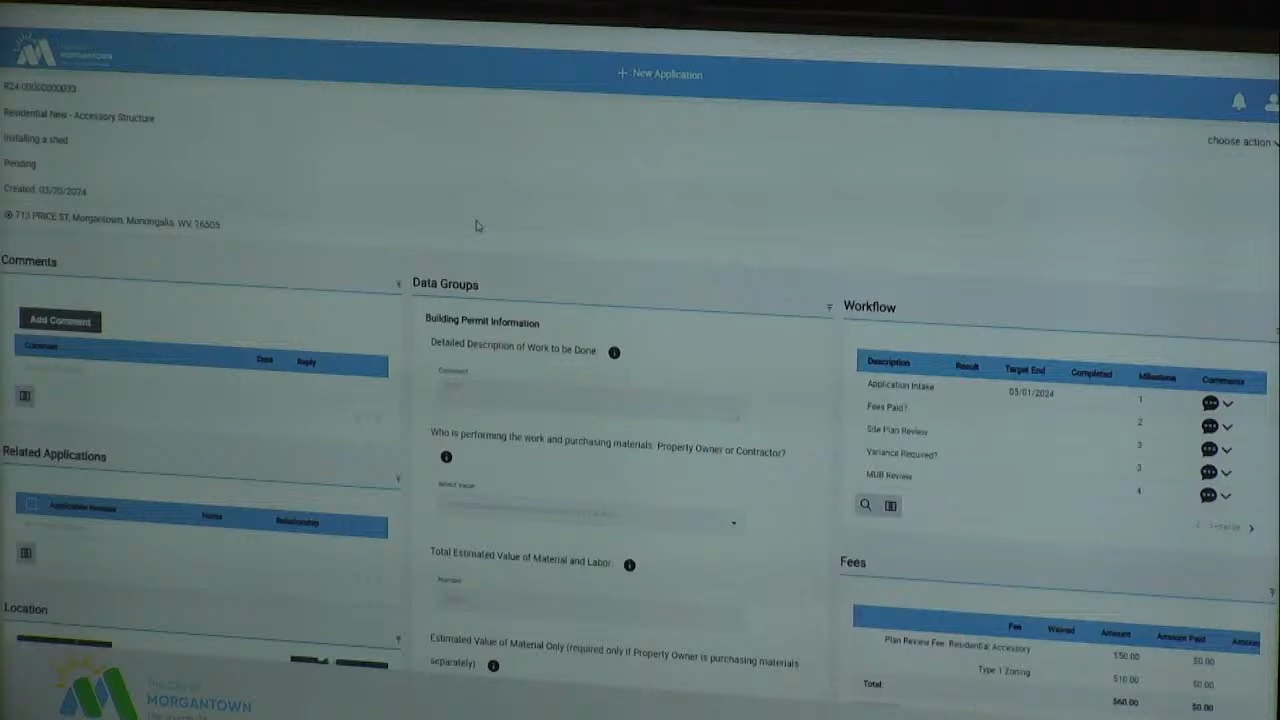 MORGANTOWN
+ New Application
choose action
Residential New - Accessory Structure
Installing a shed
Pending
Created: 03/20/2024
713 PRICE ST, Morgantown, Monongalia, WV, 26505
Comments
Add Comment
Comment Date Reply
Related Applications
Application Number Name Relationship
Location
Data Groups
Building Permit Information
Detailed Description of Work to be Done:
Comment
Who is performing the work and purchasing materials. Property Owner or Contractor?
Select Value
Total Estimated Value of Material and Labor:
Number
Estimated Value of Material Only (required only if Property Owner is purchasing materials
separately)
Workflow
Description Result Target End Completed Milestone Comments
Application Intake 05/01/2024 1
Fees Paid? 2
Site Plan Review 3
Variance Required? 3
MUB Review 4
Fees
Fee Waived Amount Amount Paid Amoun
Plan Review Fee: Residential Accessory $50.00 $0.00
Type 1 Zoning $10.00 $0.00
Total: $60.00 $0.00
The City of
MORGANTOWN